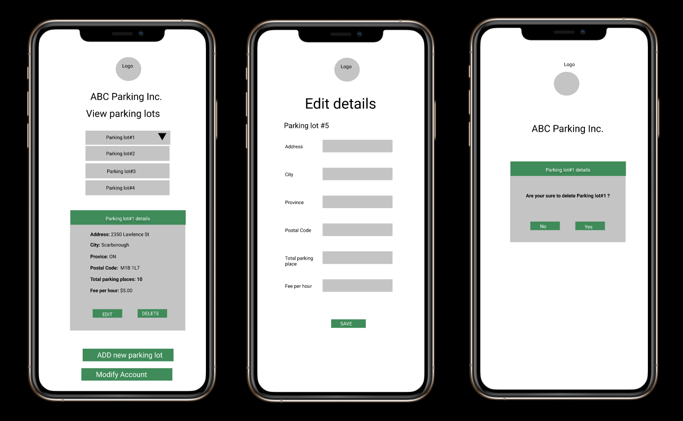 Logo
ABC Parking Inc.
View parking lots
Parking lot#1
Parking lot#2
Parking lot#3
Parking lot#4
Parking lot#1 details
Address: 2350 Lawlence St
City: Scarborough
Provice: ON
Postal Code: M1B 1L7
Total parking places: 10
Fee per hour: $5.00
EDIT
DELETE
ADD new parking lot
Modify Account
Logo
Edit details
Parking lot #5
Address
City
Province
Postal Code
Total parking
place
Fee per hour
SAVE
Logo
ABC Parking Inc.
Parking lot#1 details
Are your sure to delete Parking lot#1 ?
No
Yes